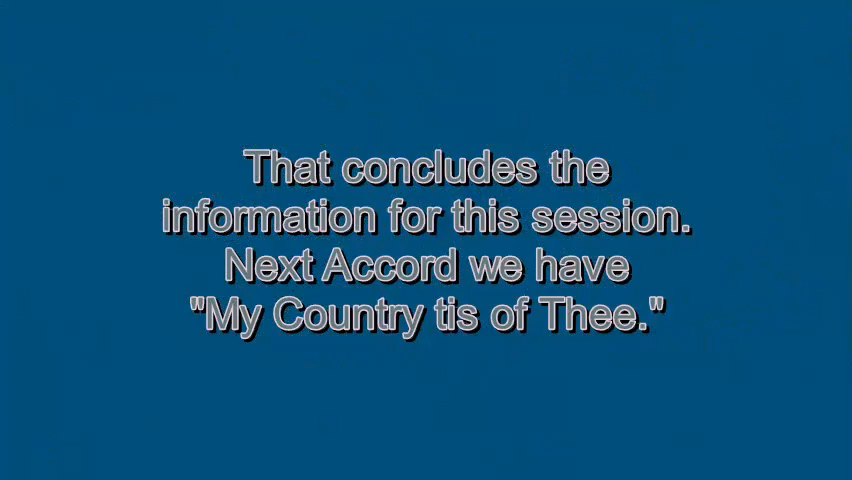 That concludes the
information for this session.
Next Accord we have
"My Country tis of Thee."